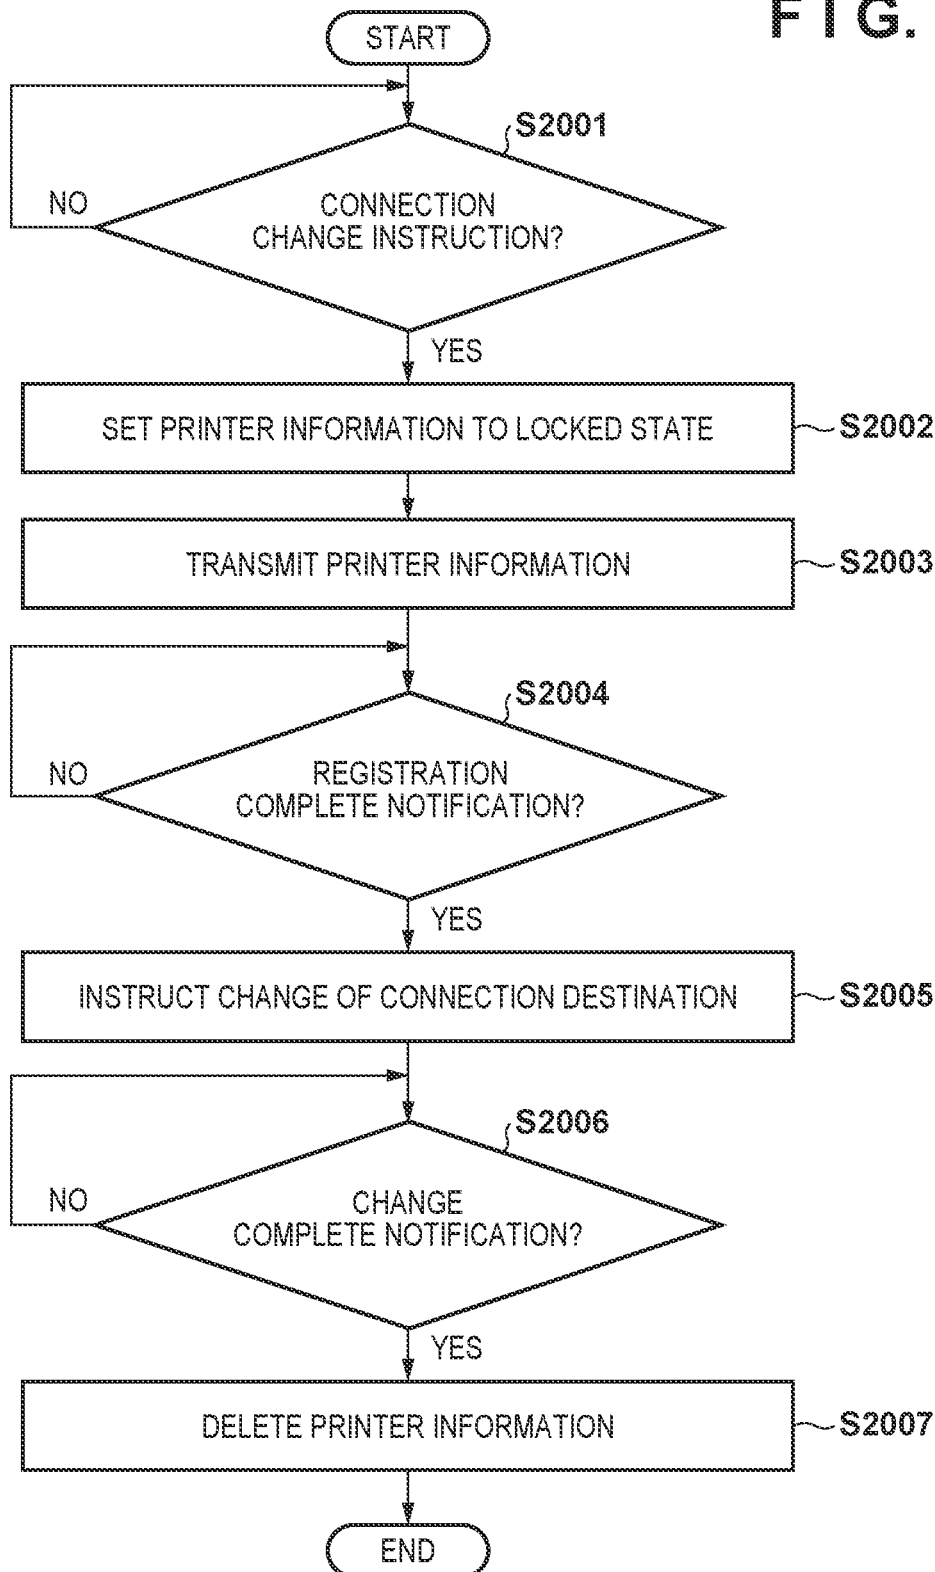 FIG.
START
S2001
CONNECTION
CHANGE INSTRUCTION?
NO
YES
SET PRINTER INFORMATION TO LOCKED STATE
S2002
TRANSMIT PRINTER INFORMATION
S2003
S2004
REGISTRATION
COMPLETE NOTIFICATION?
NO
YES
INSTRUCT CHANGE OF CONNECTION DESTINATION
S2005
S2006
CHANGE
COMPLETE NOTIFICATION?
NO
YES
DELETE PRINTER INFORMATION
S2007
END